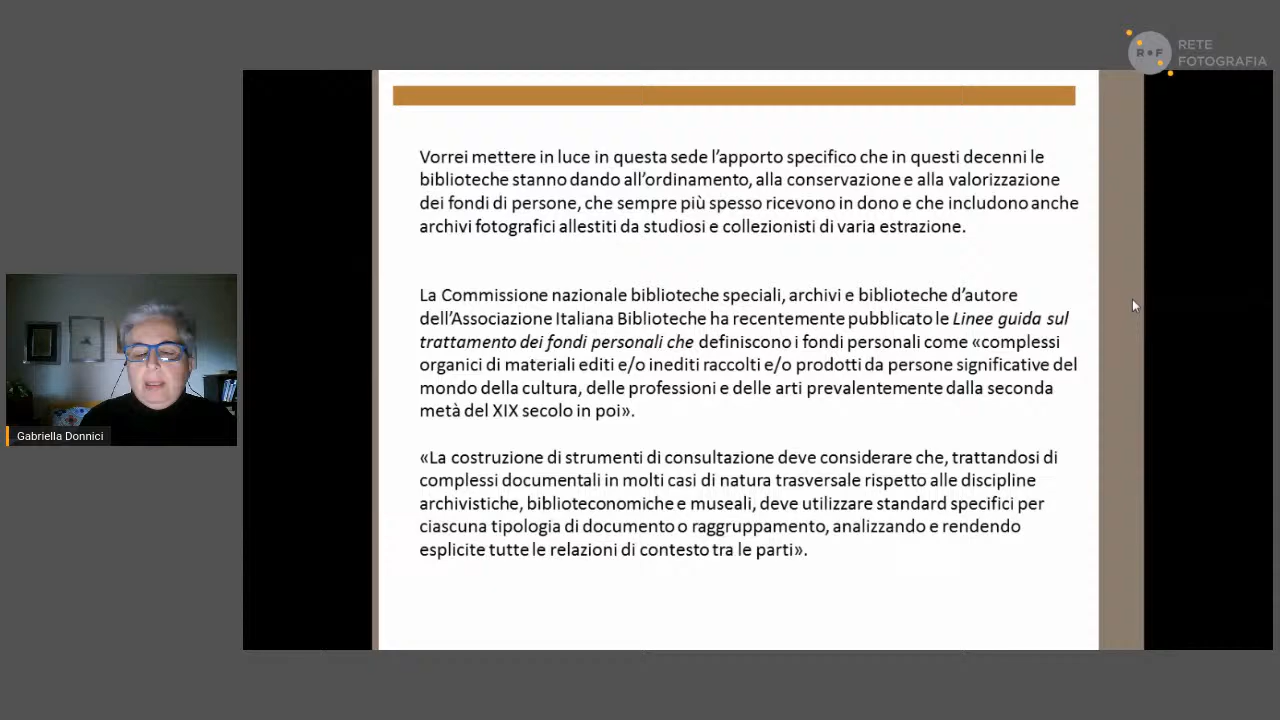 R F
RETE
FOTOGRAFIA
Vorrei mettere in luce in questa sede l’apporto specifico che in questi decenni le
biblioteche stanno dando all’ordinamento, alla conservazione e alla valorizzazione
dei fondi di persone, che sempre più spesso ricevono in dono e che includono anche
archivi fotografici allestiti da studiosi e collezionisti di varia estrazione.
La Commissione nazionale biblioteche speciali, archivi e biblioteche d’autore
dell’Associazione Italiana Biblioteche ha recentemente pubblicato le Linee guida sul
trattamento dei fondi personali che definiscono i fondi personali come «complessi
organici di materiali editi e/o inediti raccolti e/o prodotti da persone significative del
mondo della cultura, delle professioni e delle arti prevalentemente dalla seconda
metà del XIX secolo in poi».
«La costruzione di strumenti di consultazione deve considerare che, trattandosi di
complessi documentali in molti casi di natura trasversale rispetto alle discipline
archivistiche, biblioteconomiche e museali, deve utilizzare standard specifici per
ciascuna tipologia di documento o raggruppamento, analizzando e rendendo
esplicite tutte le relazioni di contesto tra le parti».
Gabriella Donnici